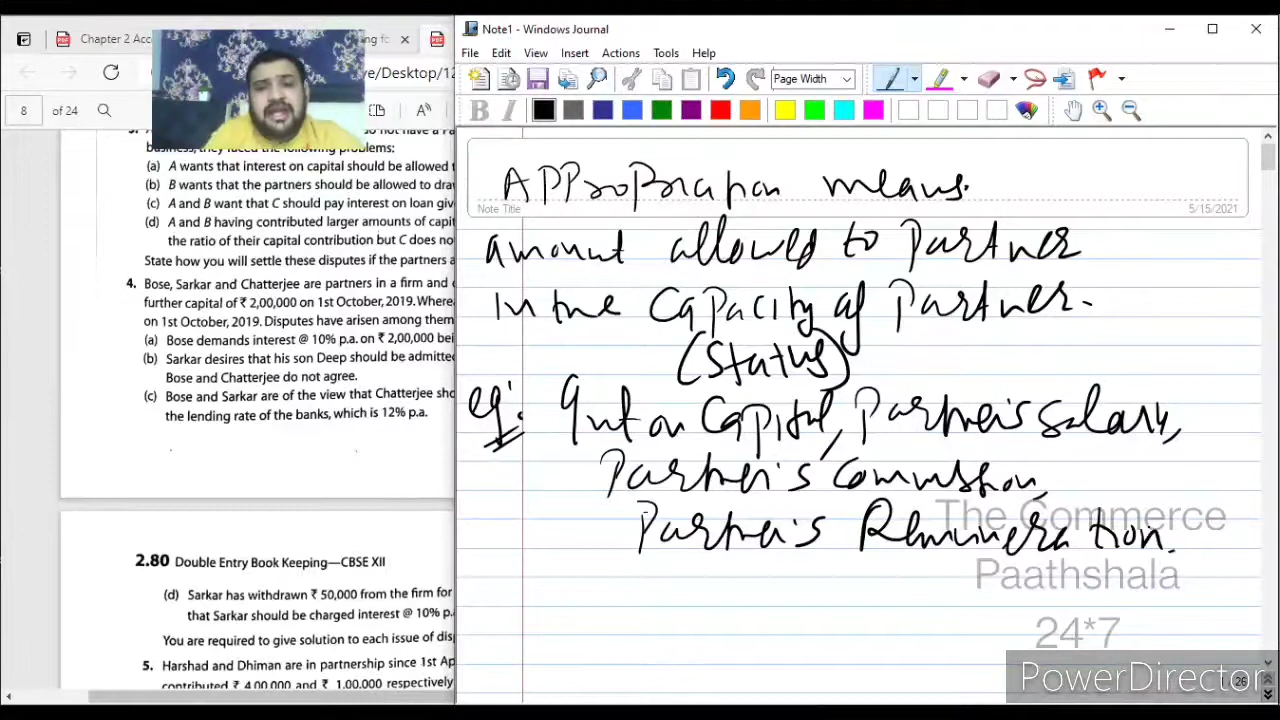 Chapter 2 Acc
ing for
8 of 24
business, they faced the following problems:
(a) A wants that interest on capital should be allowed t
(b) B wants that the partners should be allowed to dra
(c) A and B want that C should pay interest on loan giv
(d) A and B having contributed larger amounts of capit
the ratio of their capital contribution but C does no
State how you will settle these disputes if the partners a
4. Bose, Sarkar and Chatterjee are partners in a firm and
further capital of ₹ 2,00,000 on 1st October, 2019. Where
on 1st October, 2019. Disputes have arisen among them
(a) Bose demands interest @ 10% p.a. on ₹ 2,00,000 bei
(b) Sarkar desires that his son Deep should be admitted
Bose and Chatterjee do not agree.
(c) Bose and Sarkar are of the view that Chatterjee sho
the lending rate of the banks, which is 12% p.a.
2.80 Double Entry Book Keeping—CBSE XII
(d) Sarkar has withdrawn ₹ 50,000 from the firm for
that Sarkar should be charged interest @ 10% p.
You are required to give solution to each issue of disp
5. Harshad and Dhiman are in partnership since 1st Ap
contributed ₹ 4,00,000 and ₹ 1,00,000 respectively
Note1 - Windows Journal
File Edit View Insert Actions Tools Help
Page Width
B I
Appropriation means
Note Title 5/15/2021
amount allowed to Partner
In the Capacity of Partner.
(Status)
eg: Int on Capital, Partner's salary,
Partner's Commission,
Partner's Remuneration.
The Commerce
Paathshala
24*7
PowerDirector